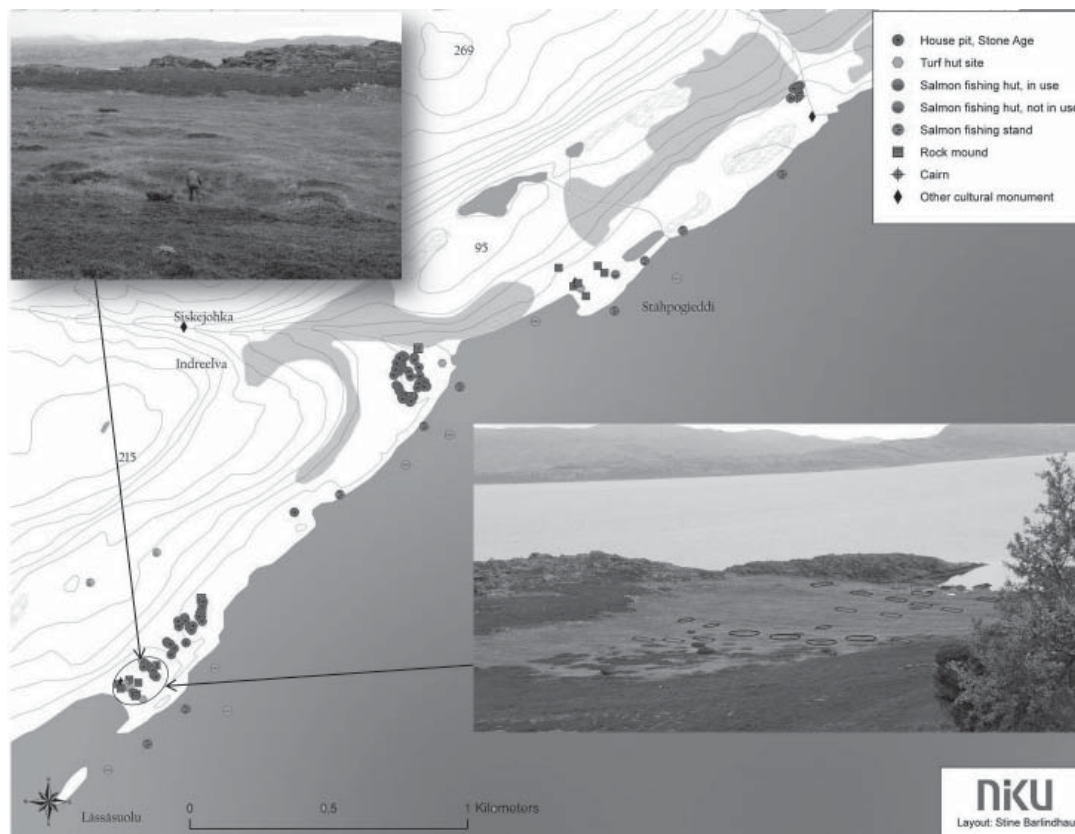 House pit, Stone Age
Turf hut site
Salmon fishing hut, in use
Salmon fishing hut, not in use
Salmon fishing stand
Rock mound
Cairn
Other cultural monument
269
95
Stáhpogieddi
Siskejohka
Indreelva
215
Lássásuolu
0 0,5 1 Kilometers
NIKU
Layout: Stine Barlindhaug